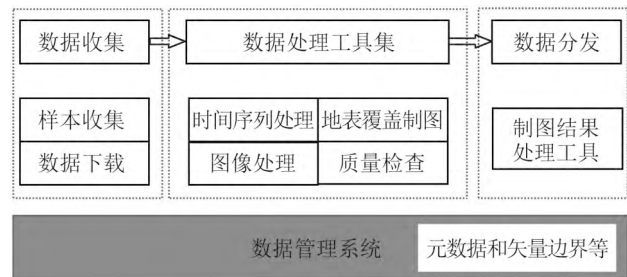 数据收集
数据处理工具集
数据分发
样本收集
数据下载
时间序列处理
地表覆盖制图
图像处理
质量检查
制图结果
处理工具
数据管理系统
元数据和矢量边界等